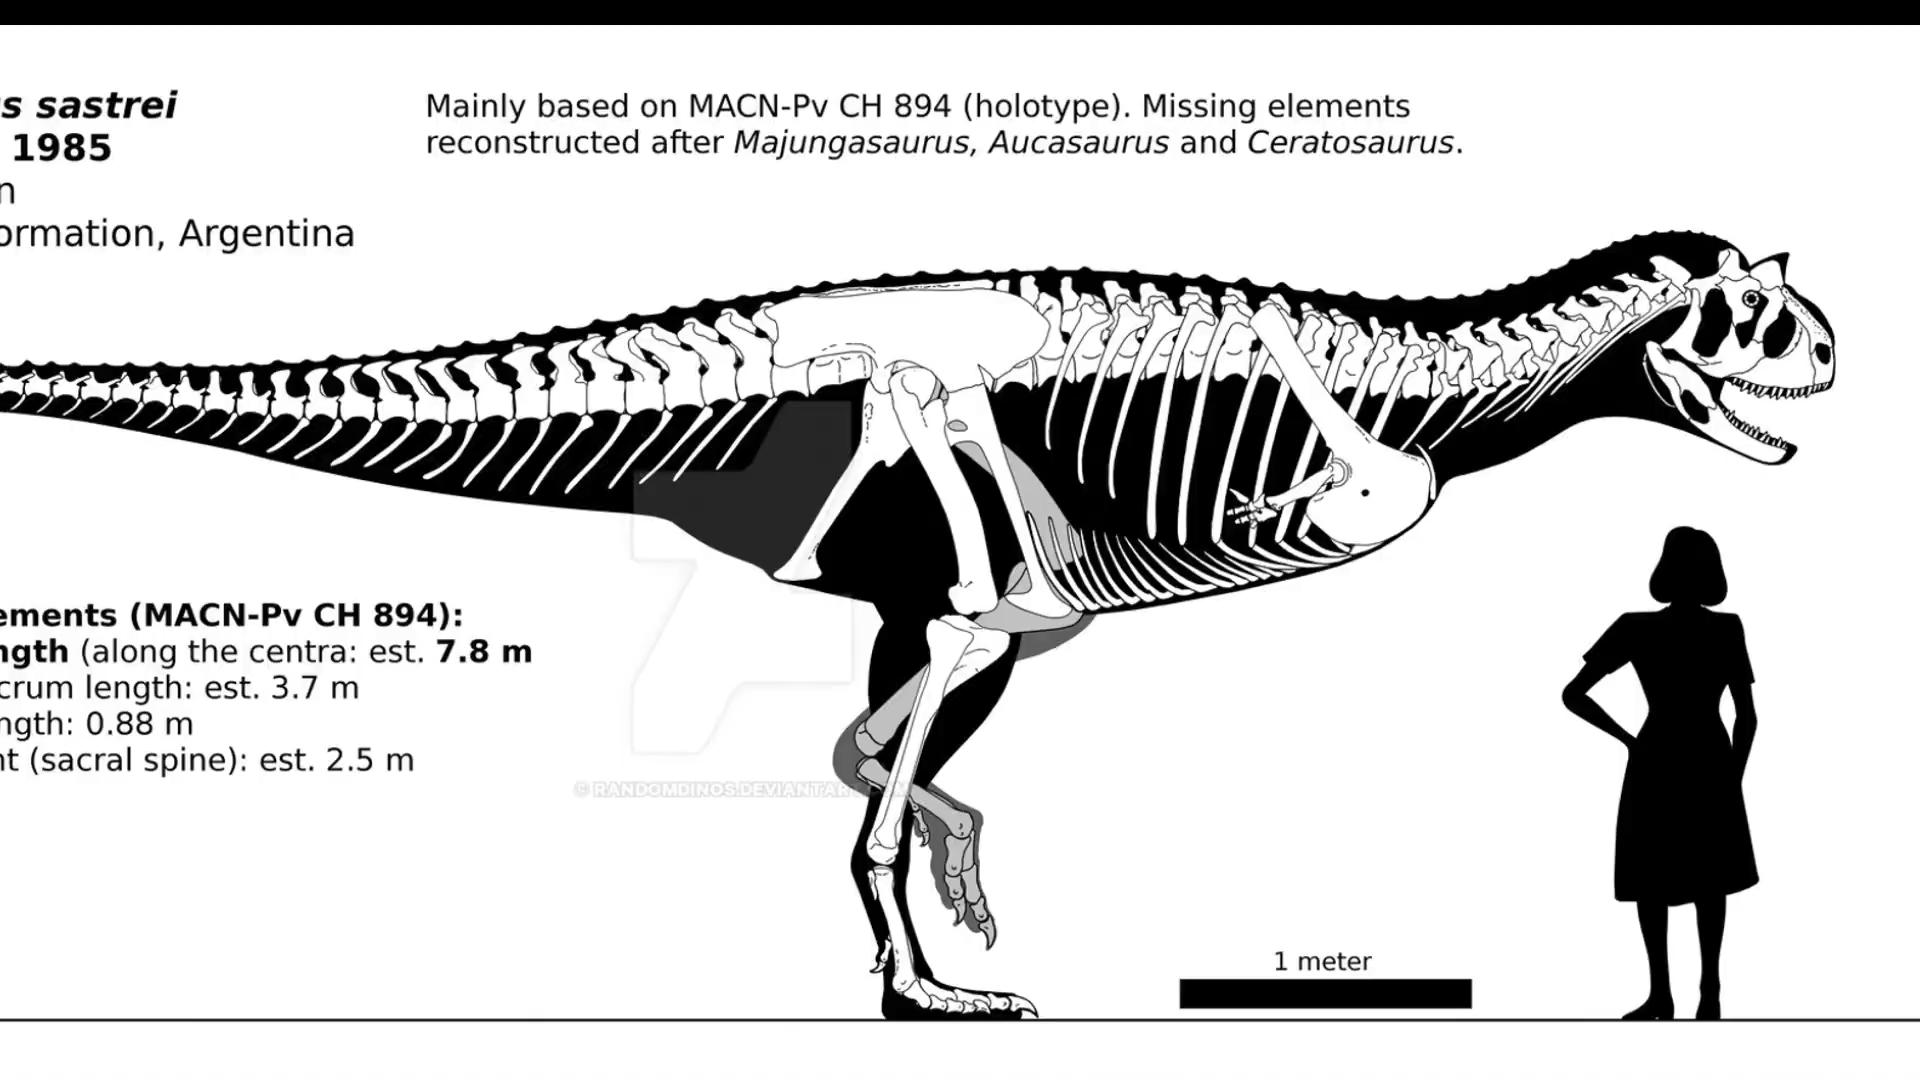 s sastrei
1985
n
ormation, Argentina
Mainly based on MACN-Pv CH 894 (holotype). Missing elements
reconstructed after Majungasaurus, Aucasaurus and Ceratosaurus.
ements (MACN-Pv CH 894):
ngth (along the centra: est. 7.8 m
crum length: est. 3.7 m
ngth: 0.88 m
nt (sacral spine): est. 2.5 m
© RANDOMDINOS.DEVIANTART.COM
1 meter